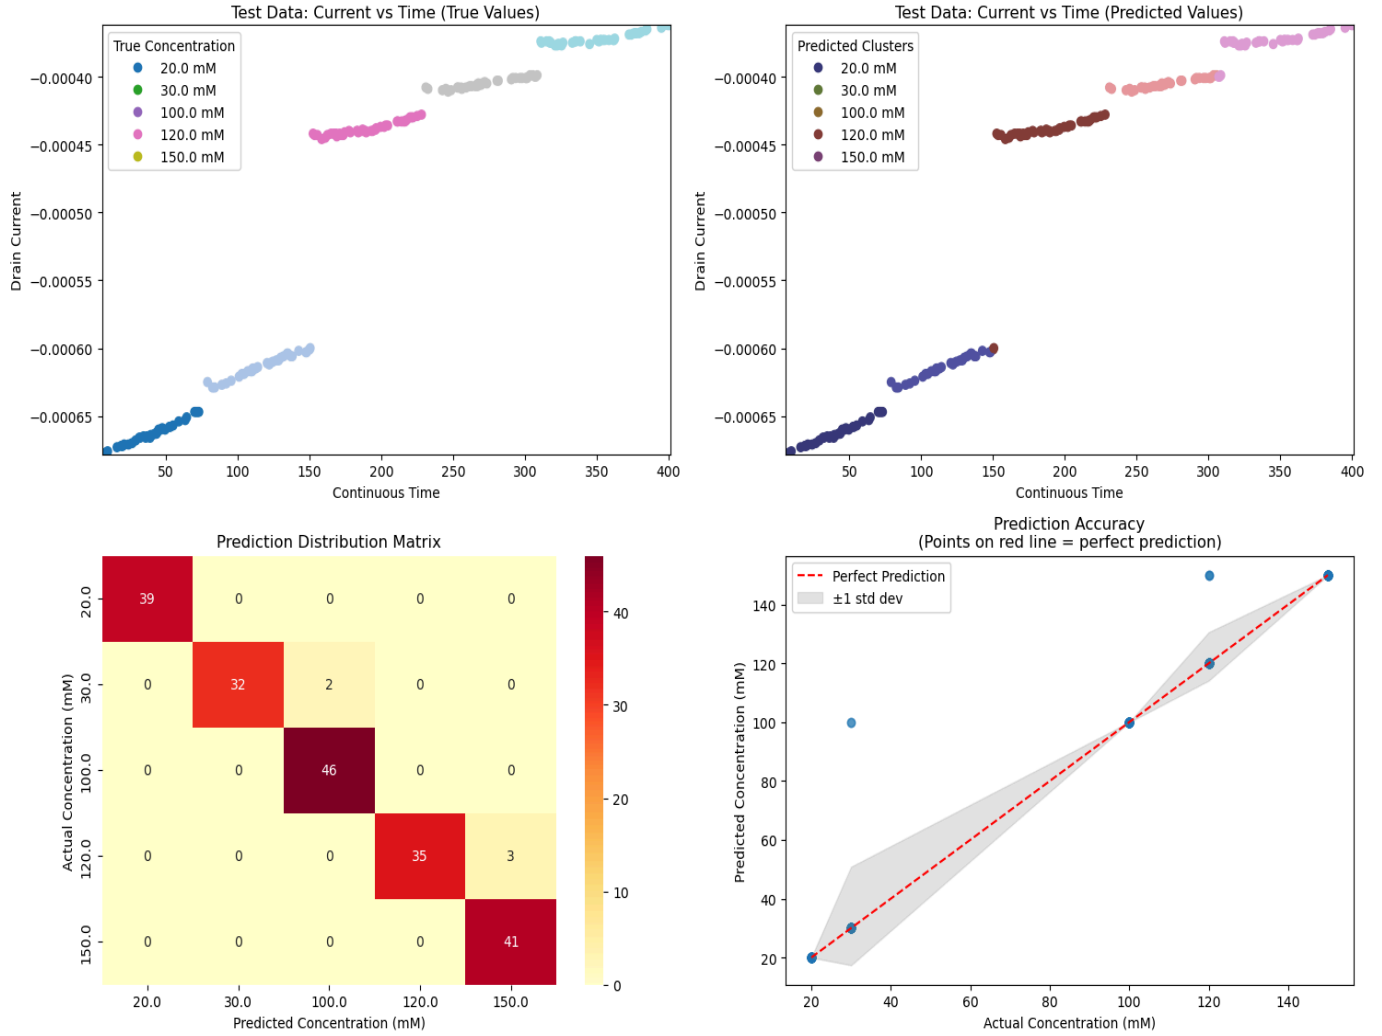 Test Data: Current vs Time (True Values)
True Concentration
20.0 mM
30.0 mM
100.0 mM
120.0 mM
150.0 mM
−0.00040
−0.00045
−0.00050
−0.00055
−0.00060
−0.00065
Drain Current
50 100 150 200 250 300 350 400
Continuous Time
Test Data: Current vs Time (Predicted Values)
Predicted Clusters
20.0 mM
30.0 mM
100.0 mM
120.0 mM
150.0 mM
−0.00040
−0.00045
−0.00050
−0.00055
−0.00060
−0.00065
Drain Current
50 100 150 200 250 300 350 400
Continuous Time
Prediction Distribution Matrix
Actual Concentration (mM)
20.0 39 0 0 0 0
30.0 0 32 2 0 0
100.0 0 0 46 0 0
120.0 0 0 0 35 3
150.0 0 0 0 0 41
20.0 30.0 100.0 120.0 150.0
Predicted Concentration (mM)
40
30
20
10
0
Prediction Accuracy
(Points on red line = perfect prediction)
Perfect Prediction
±1 std dev
140
120
100
80
60
40
20
Predicted Concentration (mM)
20 40 60 80 100 120 140
Actual Concentration (mM)